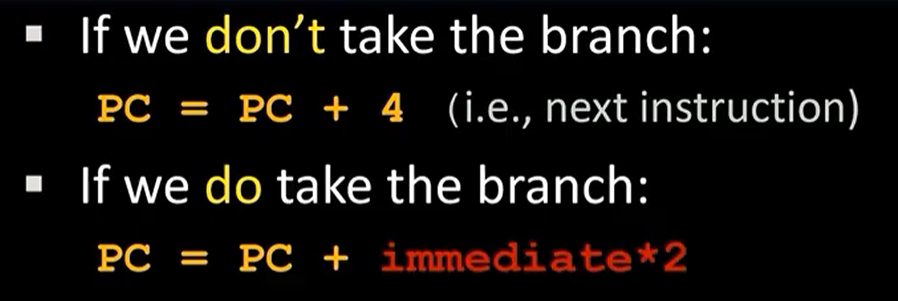 ▪ If we don't take the branch:
PC = PC + 4 (i.e., next instruction)
▪ If we do take the branch:
PC = PC + immediate*2